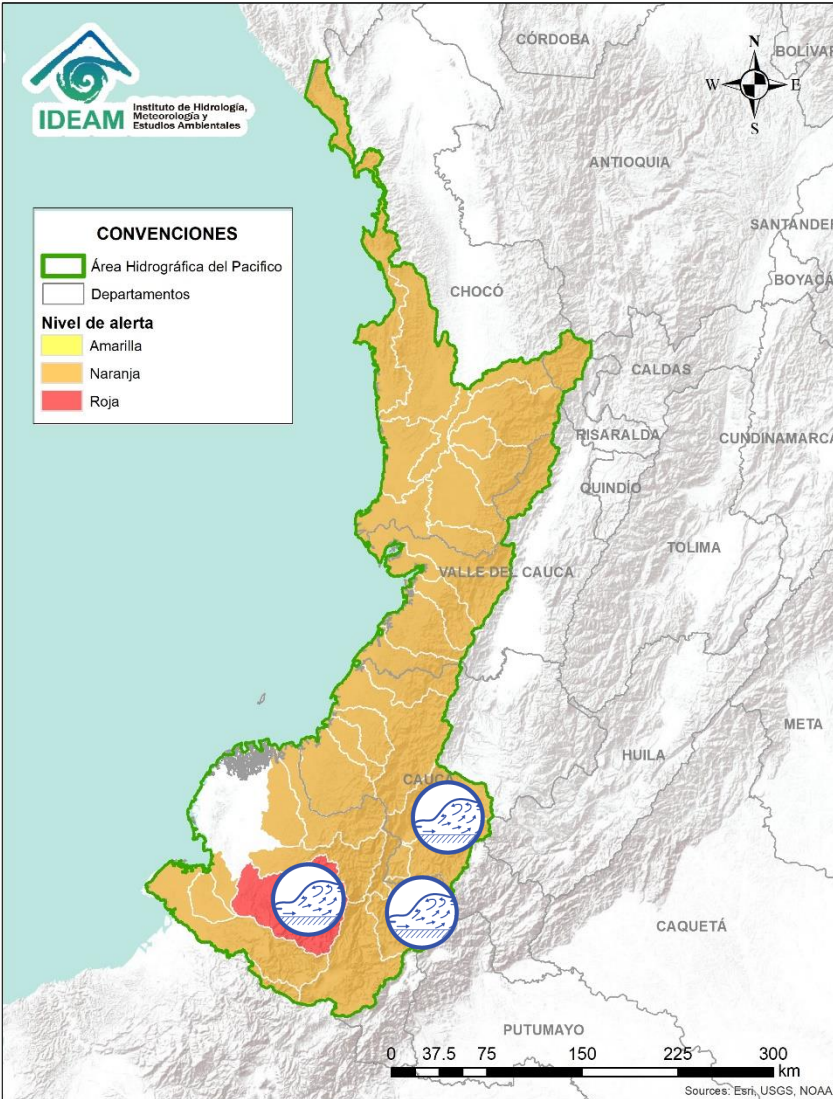 IDEAM
Instituto de Hidrología,
Meteorología y
Estudios Ambientales
CONVENCIONES
Área Hidrográfica del Pacifico
Departamentos
Nivel de alerta
Amarilla
Naranja
Roja
N
W
E
S
CÓRDOBA
BOLÍVAR
ANTIOQUIA
SANTANDER
BOYACÁ
CHOCÓ
CALDAS
RISARALDA
CUNDINAMARCA
QUINDÍO
TOLIMA
VALLE DEL CAUCA
META
HUILA
CAUCA
CAQUETÁ
PUTUMAYO
0 37.5 75 150 225 300
km
Sources: Esri, USGS, NOAA